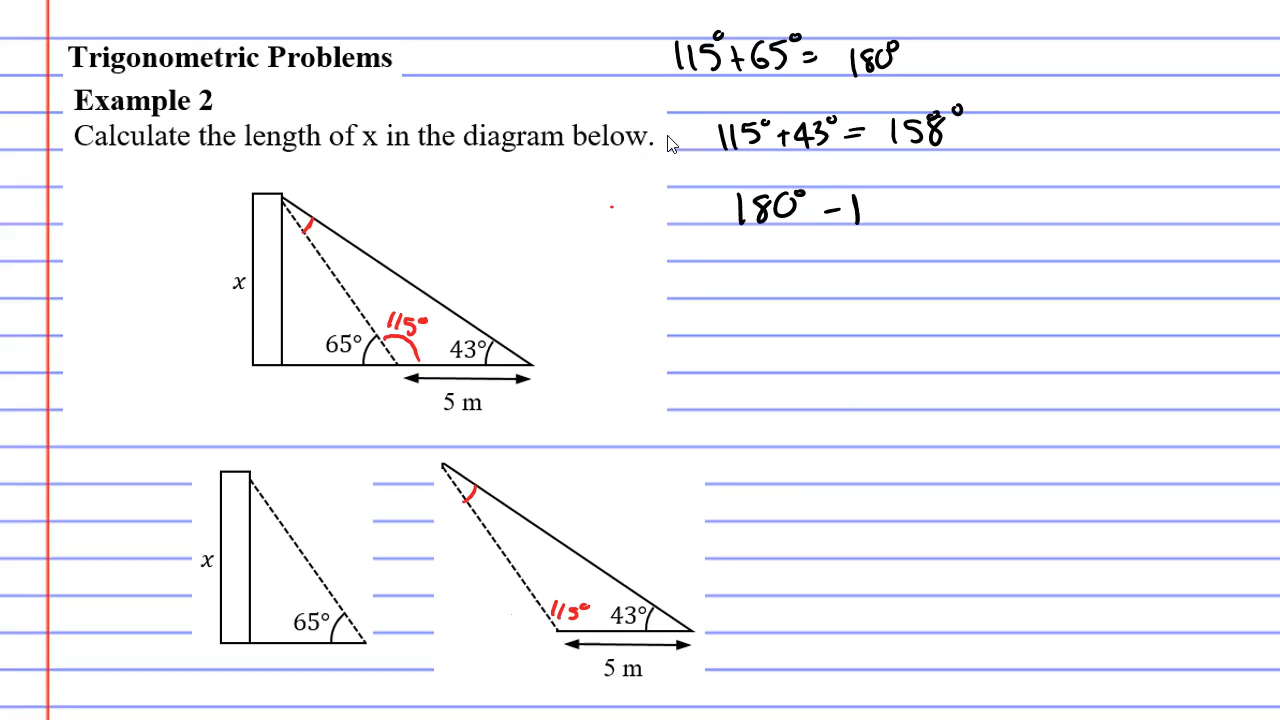 Trigonometric Problems
Example 2
Calculate the length of x in the diagram below.
115° + 65° = 180°
115° + 43° = 158°
180° - 1
x
65°
115°
43°
5 m
x
65°
115°
43°
5 m